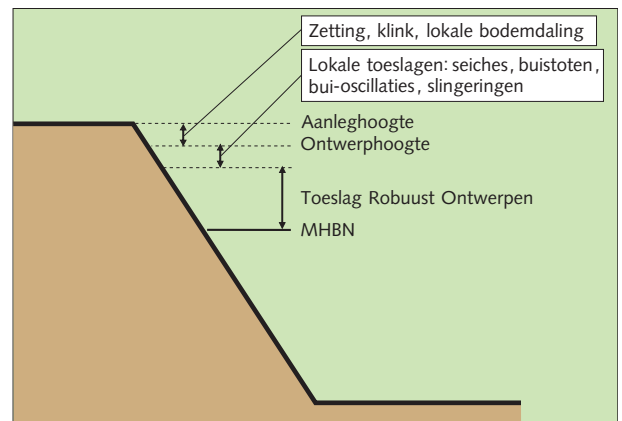 Zetting, klink, lokale bodemdaling
Lokale toeslagen: seiches, buistoten,
bui-oscillaties, slingeringen
Aanleghoogte
Ontwerphoogte
Toeslag Robuust Ontwerpen
MHBN